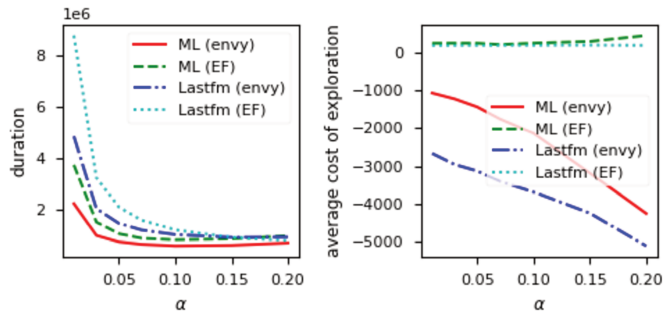 1e6
8
6
4
2
duration
0.05 0.10 0.15 0.20
α
ML (envy)
ML (EF)
Lastfm (envy)
Lastfm (EF)
0
−1000
−2000
−3000
−4000
−5000
average cost of exploration
0.05 0.10 0.15 0.20
α
ML (envy)
ML (EF)
Lastfm (envy)
Lastfm (EF)